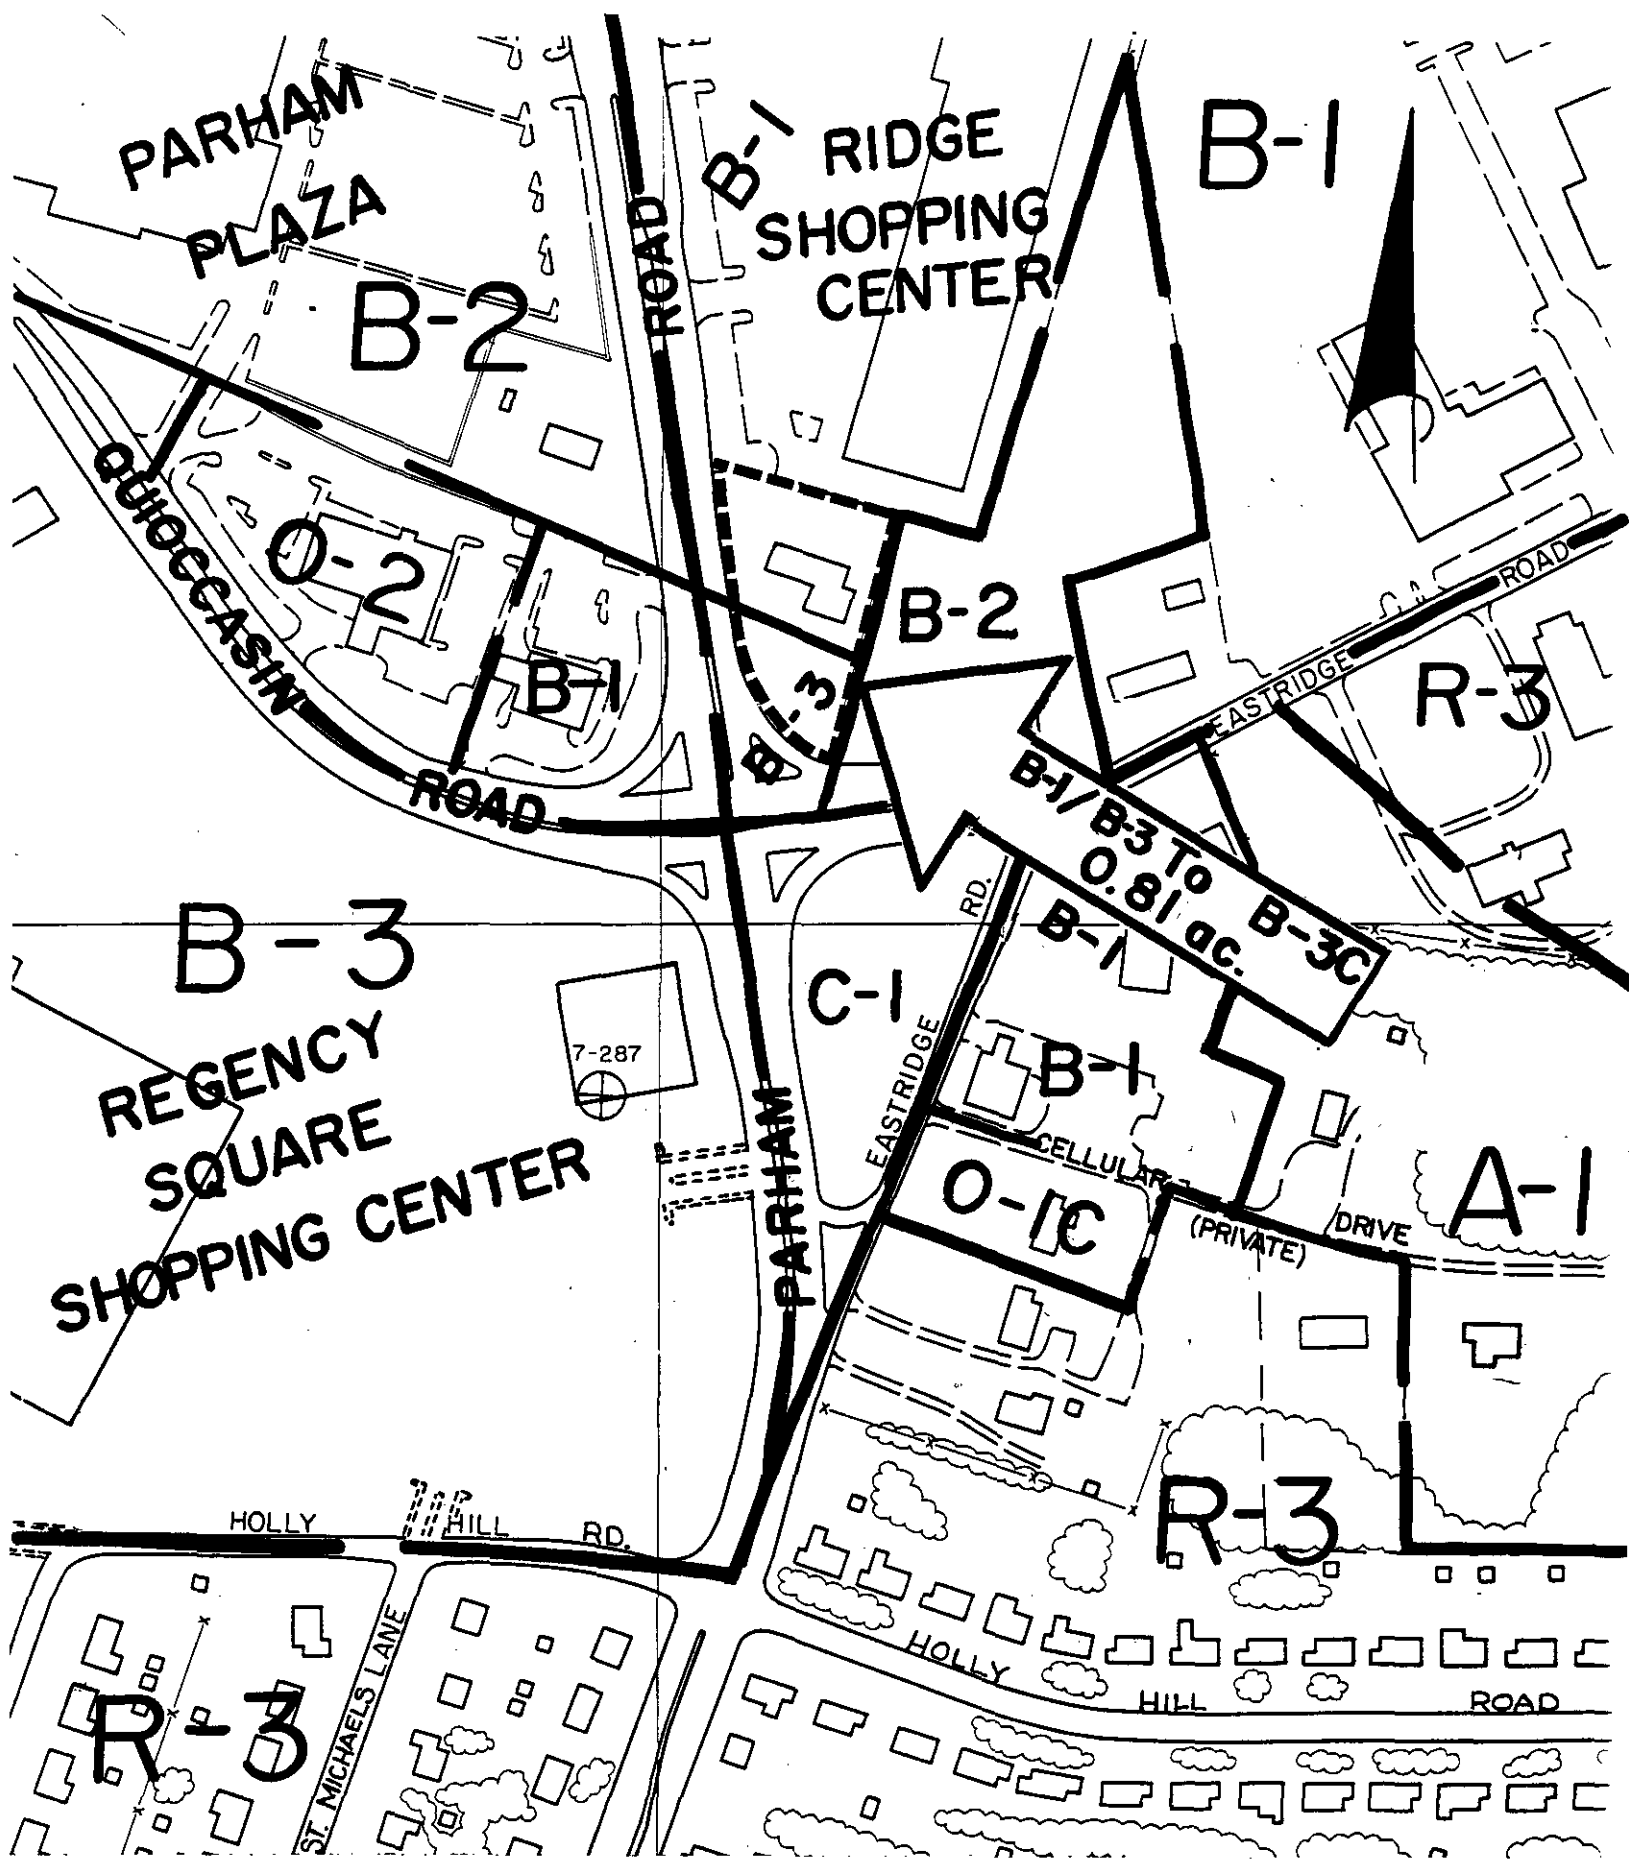 PARHAM
PLAZA
B-2
ROAD
B-1
RIDGE
SHOPPING
CENTER
B-1
QUIOCCASIN
ROAD
O-2
B-1
B-3
B-2
EASTRIDGE
ROAD
R-3
B-1/B-3 To
0.81 ac.
B-3C
B-1
RD.
EASTRIDGE
C-1
B-3
REGENCY
SQUARE
SHOPPING CENTER
7-287
PARHAM
B-1
CELLULAR
(PRIVATE)
DRIVE
O-1C
A-1
R-3
HOLLY
HILL
RD.
ST. MICHAELS LANE
R-3
HOLLY
HILL
ROAD